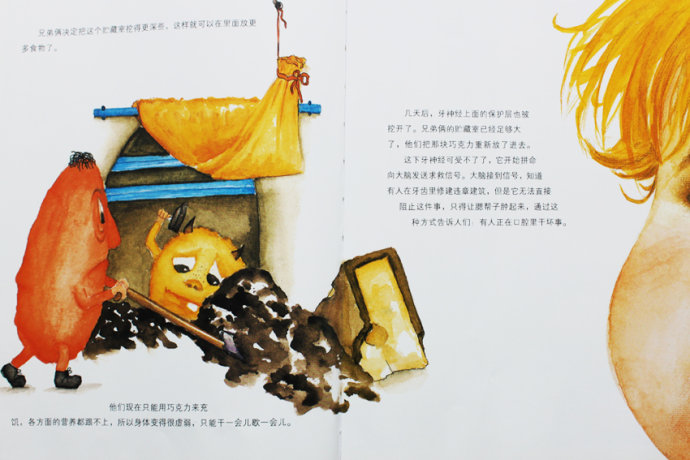 兄弟俩决定把这个贮藏室挖得更深些，这样就可以在里面放更
多食物了。
他们现在只能用巧克力来充
饥，各方面的营养都跟不上，所以身体变得很虚弱，只能干一会儿歇一会儿。
几天后，牙神经上面的保护层也被
挖开了。兄弟俩的贮藏室已经足够大
了，他们把那块巧克力重新放了进去。
这下牙神经可受不了了，它开始拼命
向大脑发送求救信号。大脑接到信号，知道
有人在牙齿里修建违章建筑，但是它无法直接
阻止这件事，只得让腮帮子肿起来，通过这
种方式告诉人们：有人正在口腔里干坏事。